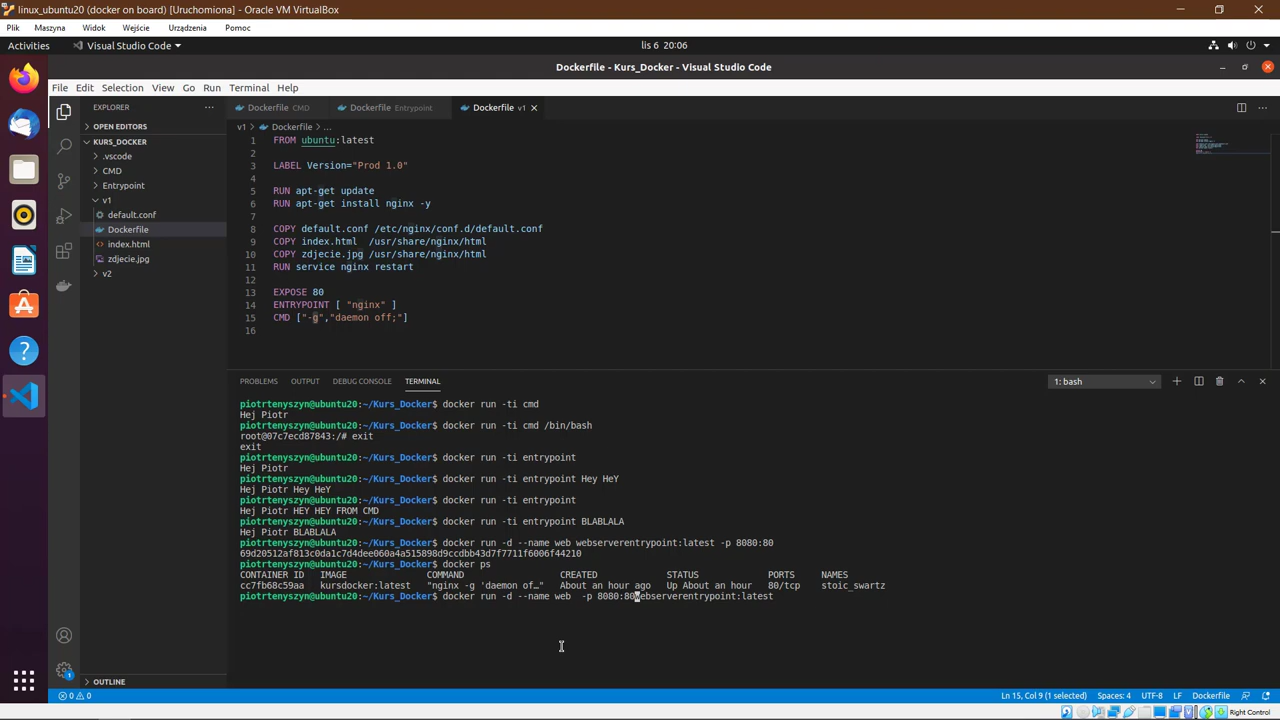 linux_ubuntu20 (docker on board) [Uruchomiona] - Oracle VM VirtualBox
Plik Maszyna Widok Wejście Urządzenia Pomoc
Activities Visual Studio Code lis 6 20:06
Dockerfile - Kurs_Docker - Visual Studio Code
File Edit Selection View Go Run Terminal Help
EXPLORER
OPEN EDITORS
KURS_DOCKER
.vscode
CMD
Entrypoint
v1
default.conf
Dockerfile
index.html
zdjecie.jpg
v2
OUTLINE
Dockerfile CMD Dockerfile Entrypoint Dockerfile v1
v1 > Dockerfile > ...
1 FROM ubuntu:latest
2
3 LABEL Version="Prod 1.0"
4
5 RUN apt-get update
6 RUN apt-get install nginx -y
7
8 COPY default.conf /etc/nginx/conf.d/default.conf
9 COPY index.html /usr/share/nginx/html
10 COPY zdjecie.jpg /usr/share/nginx/html
11 RUN service nginx restart
12
13 EXPOSE 80
14 ENTRYPOINT [ "nginx" ]
15 CMD ["-g","daemon off;"]
16
PROBLEMS OUTPUT DEBUG CONSOLE TERMINAL 1: bash
piotrtenyszyn@ubuntu20:~/Kurs_Docker$ docker run -ti cmd
Hej Piotr
piotrtenyszyn@ubuntu20:~/Kurs_Docker$ docker run -ti cmd /bin/bash
root@07c7ecd87843:/# exit
exit
piotrtenyszyn@ubuntu20:~/Kurs_Docker$ docker run -ti entrypoint
Hej Piotr
piotrtenyszyn@ubuntu20:~/Kurs_Docker$ docker run -ti entrypoint Hey HeY
Hej Piotr Hey HeY
piotrtenyszyn@ubuntu20:~/Kurs_Docker$ docker run -ti entrypoint
Hej Piotr HEY HEY FROM CMD
piotrtenyszyn@ubuntu20:~/Kurs_Docker$ docker run -ti entrypoint BLABLALA
Hej Piotr BLABLALA
piotrtenyszyn@ubuntu20:~/Kurs_Docker$ docker run -d --name web webserverentrypoint:latest -p 8080:80
69d20512af813c0da1c7d4dee060a4a515898d9ccdbb43d7f7711f6006f44210
piotrtenyszyn@ubuntu20:~/Kurs_Docker$ docker ps
CONTAINER ID IMAGE COMMAND CREATED STATUS PORTS NAMES
cc7fb68c59aa kursdocker:latest "nginx -g 'daemon of…" About an hour ago Up About an hour 80/tcp stoic_swartz
piotrtenyszyn@ubuntu20:~/Kurs_Docker$ docker run -d --name web -p 8080:80webserverentrypoint:latest
0 0 Ln 15, Col 9 (1 selected) Spaces: 4 UTF-8 LF Dockerfile
Right Control